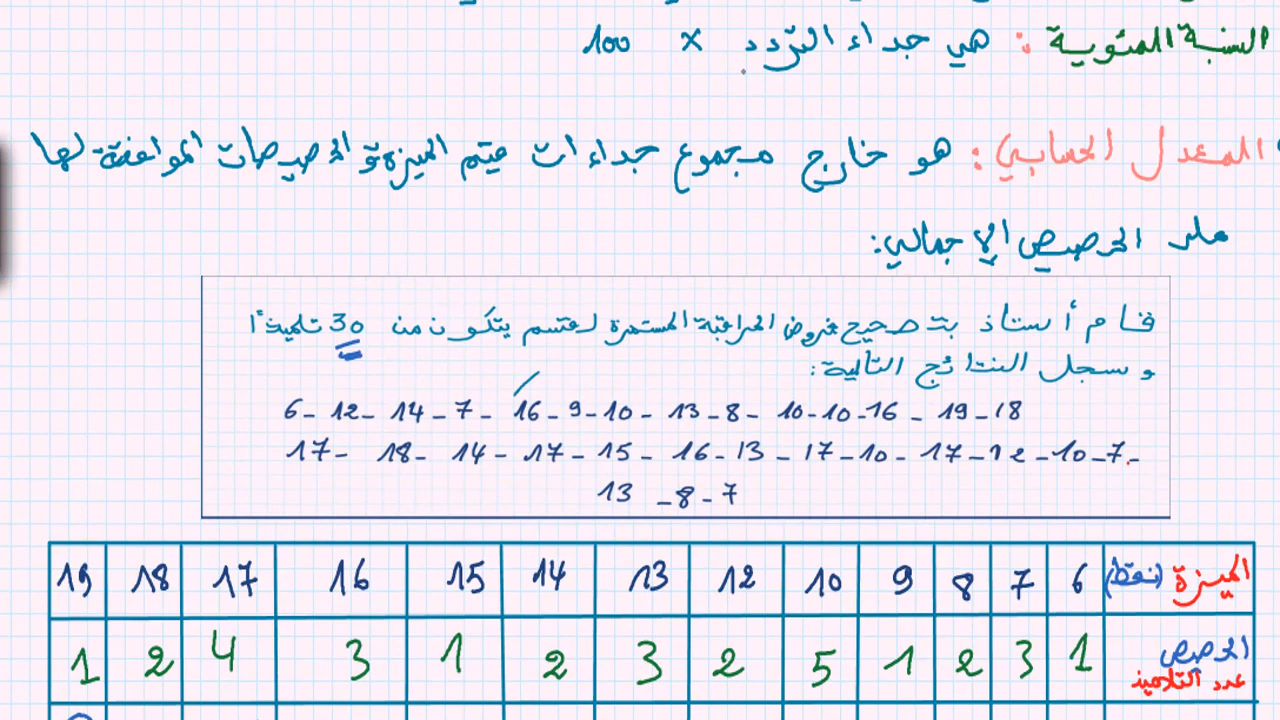 السنبة المئوية : هي جداء التردد × 100
المعدل الحسابي : هو خارج مجموع جداءات قيم الميزة و الحصيصات الموافقة لها
على الحصيص الإجمالي:
قام أستاذ بتصحيح فروض المراقبة المستمرة لقسم يتكون من 30 تلميذًا
و سجل النتائج التالية:
6 - 12 - 14 - 7 - 16 - 9 - 10 - 13 - 8 - 10 - 10 - 16 - 19 - 18
17 - 18 - 14 - 17 - 15 - 16 - 13 - 17 - 10 - 17 - 12 - 10 - 7 -
13 - 8 - 7
الميزة (نقط) 6 7 8 9 10 12 13 14 15 16 17 18 19
الحصيص عدد التلاميذ 1 3 2 1 5 2 3 2 1 3 4 2 1